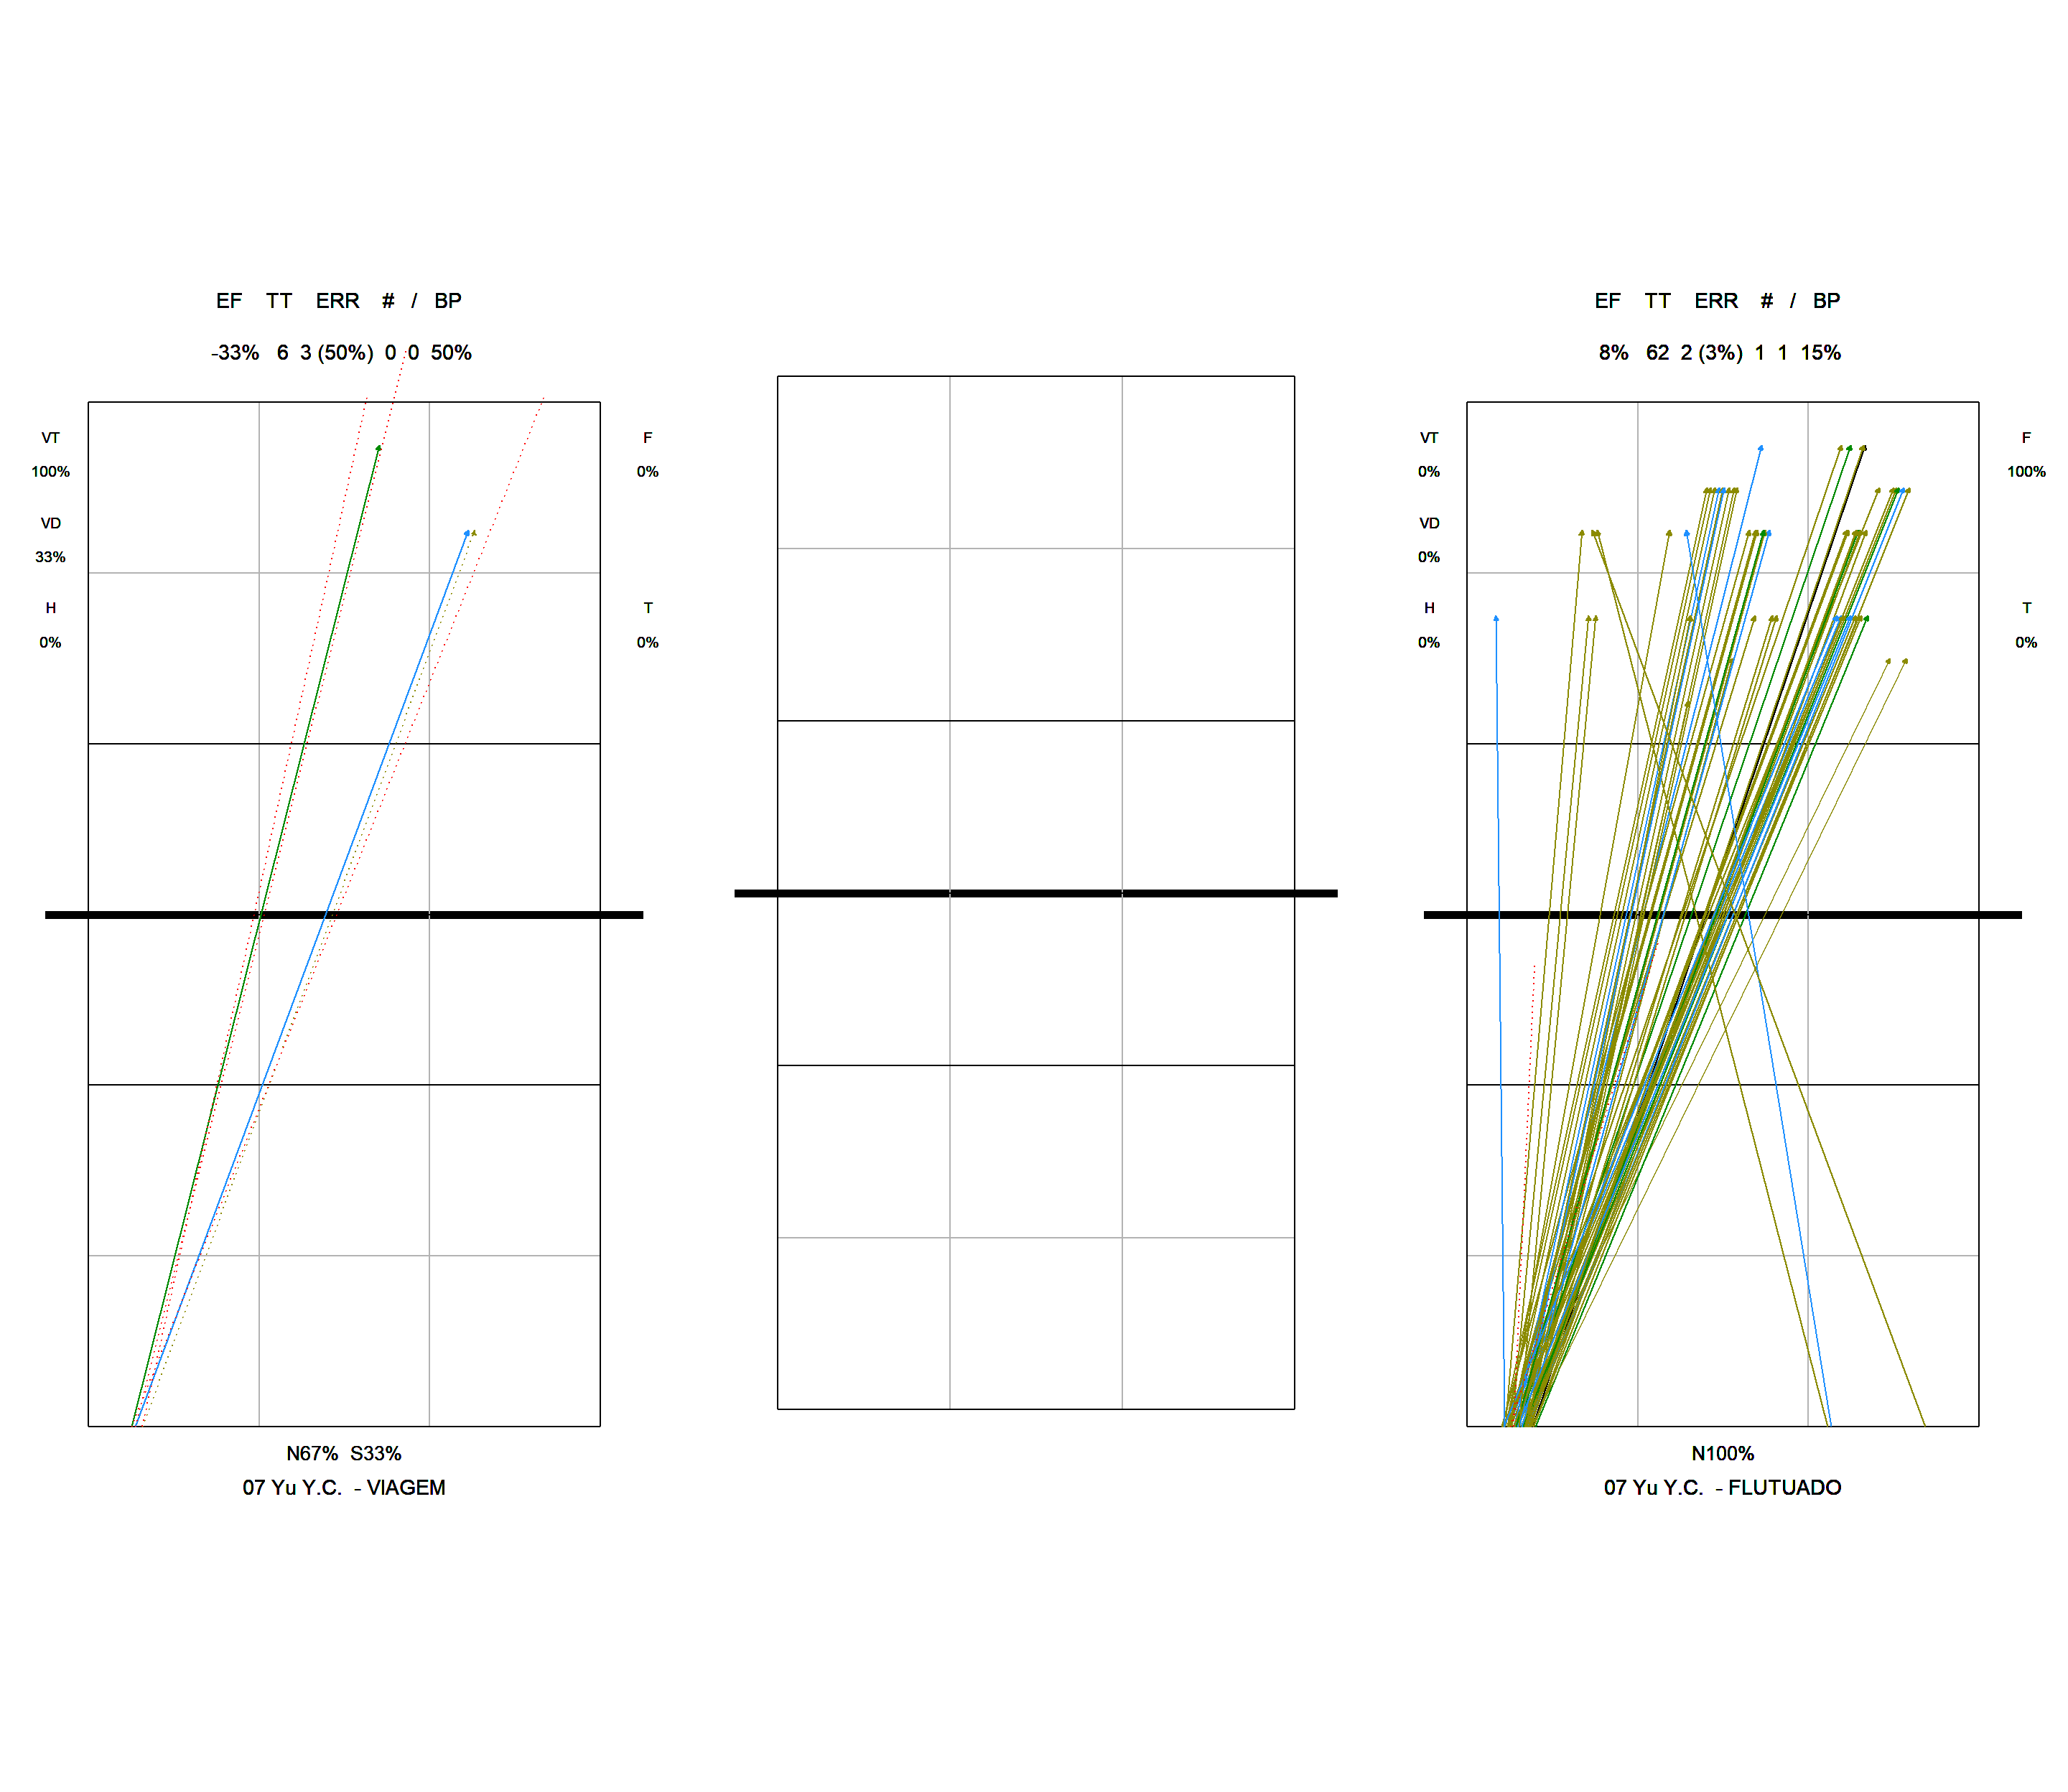 EF TT ERR # / BP
-33% 6 3 (50%) 0 0 50%
VT
100%
F
0%
VD
33%
H
0%
T
0%
N67% S33%
07 Yu Y.C. - VIAGEM
EF TT ERR # / BP
8% 62 2 (3%) 1 1 15%
VT
0%
F
100%
VD
0%
H
0%
T
0%
N100%
07 Yu Y.C. - FLUTUADO